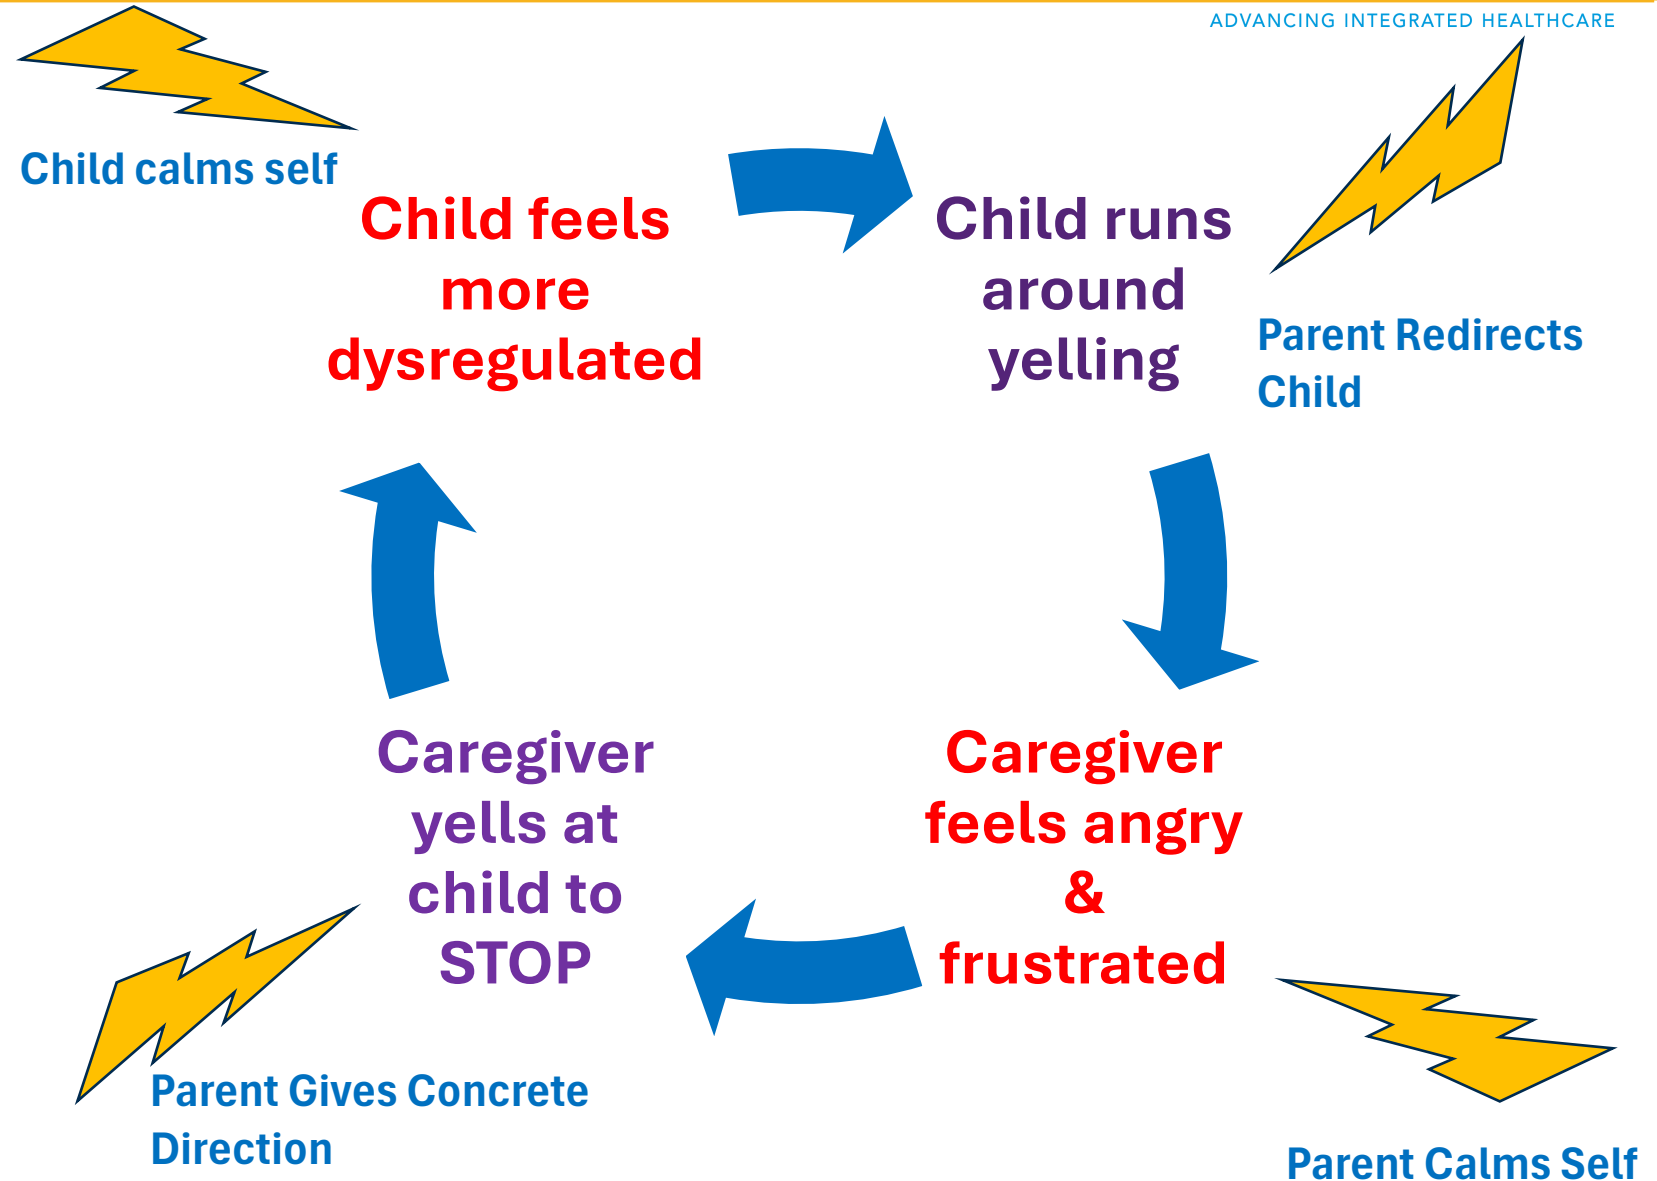 ADVANCING INTEGRATED HEALTHCARE
Child calms self
Child feels
more
dysregulated
Child runs
around
yelling
Parent Redirects
Child
Caregiver
feels angry
&
frustrated
Parent Calms Self
Caregiver
yells at
child to
STOP
Parent Gives Concrete
Direction